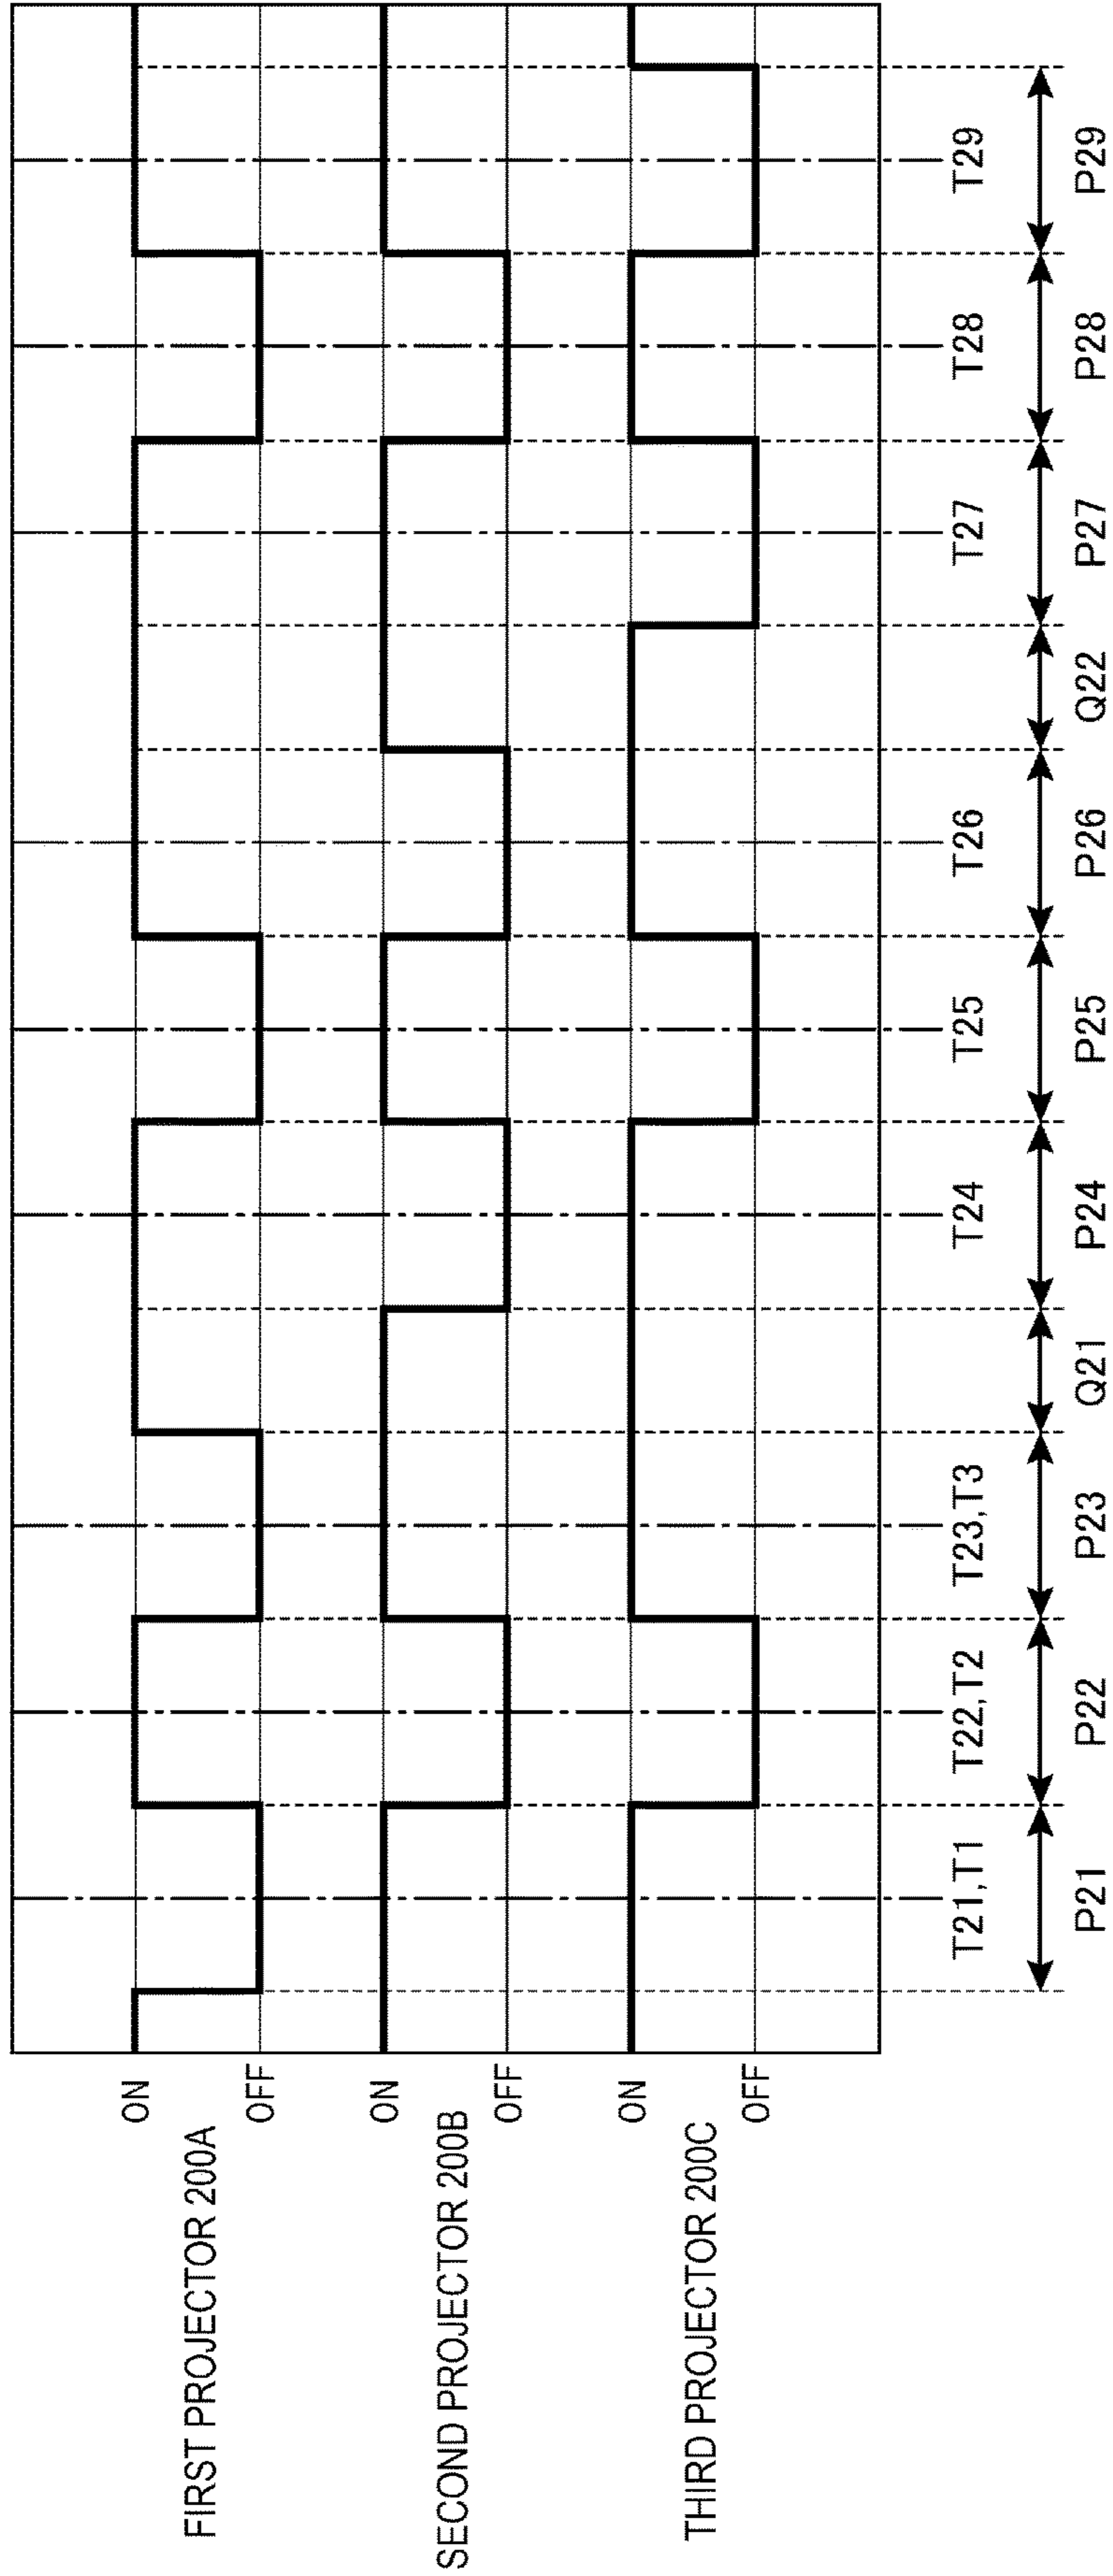 FIRST PROJECTOR 200A
ON
OFF
SECOND PROJECTOR 200B
ON
OFF
THIRD PROJECTOR 200C
ON
OFF
T21,T1 T22,T2 T23,T3 T24 T25 T26 T27 T28 T29
P21 P22 P23 Q21 P24 P25 P26 Q22 P27 P28 P29